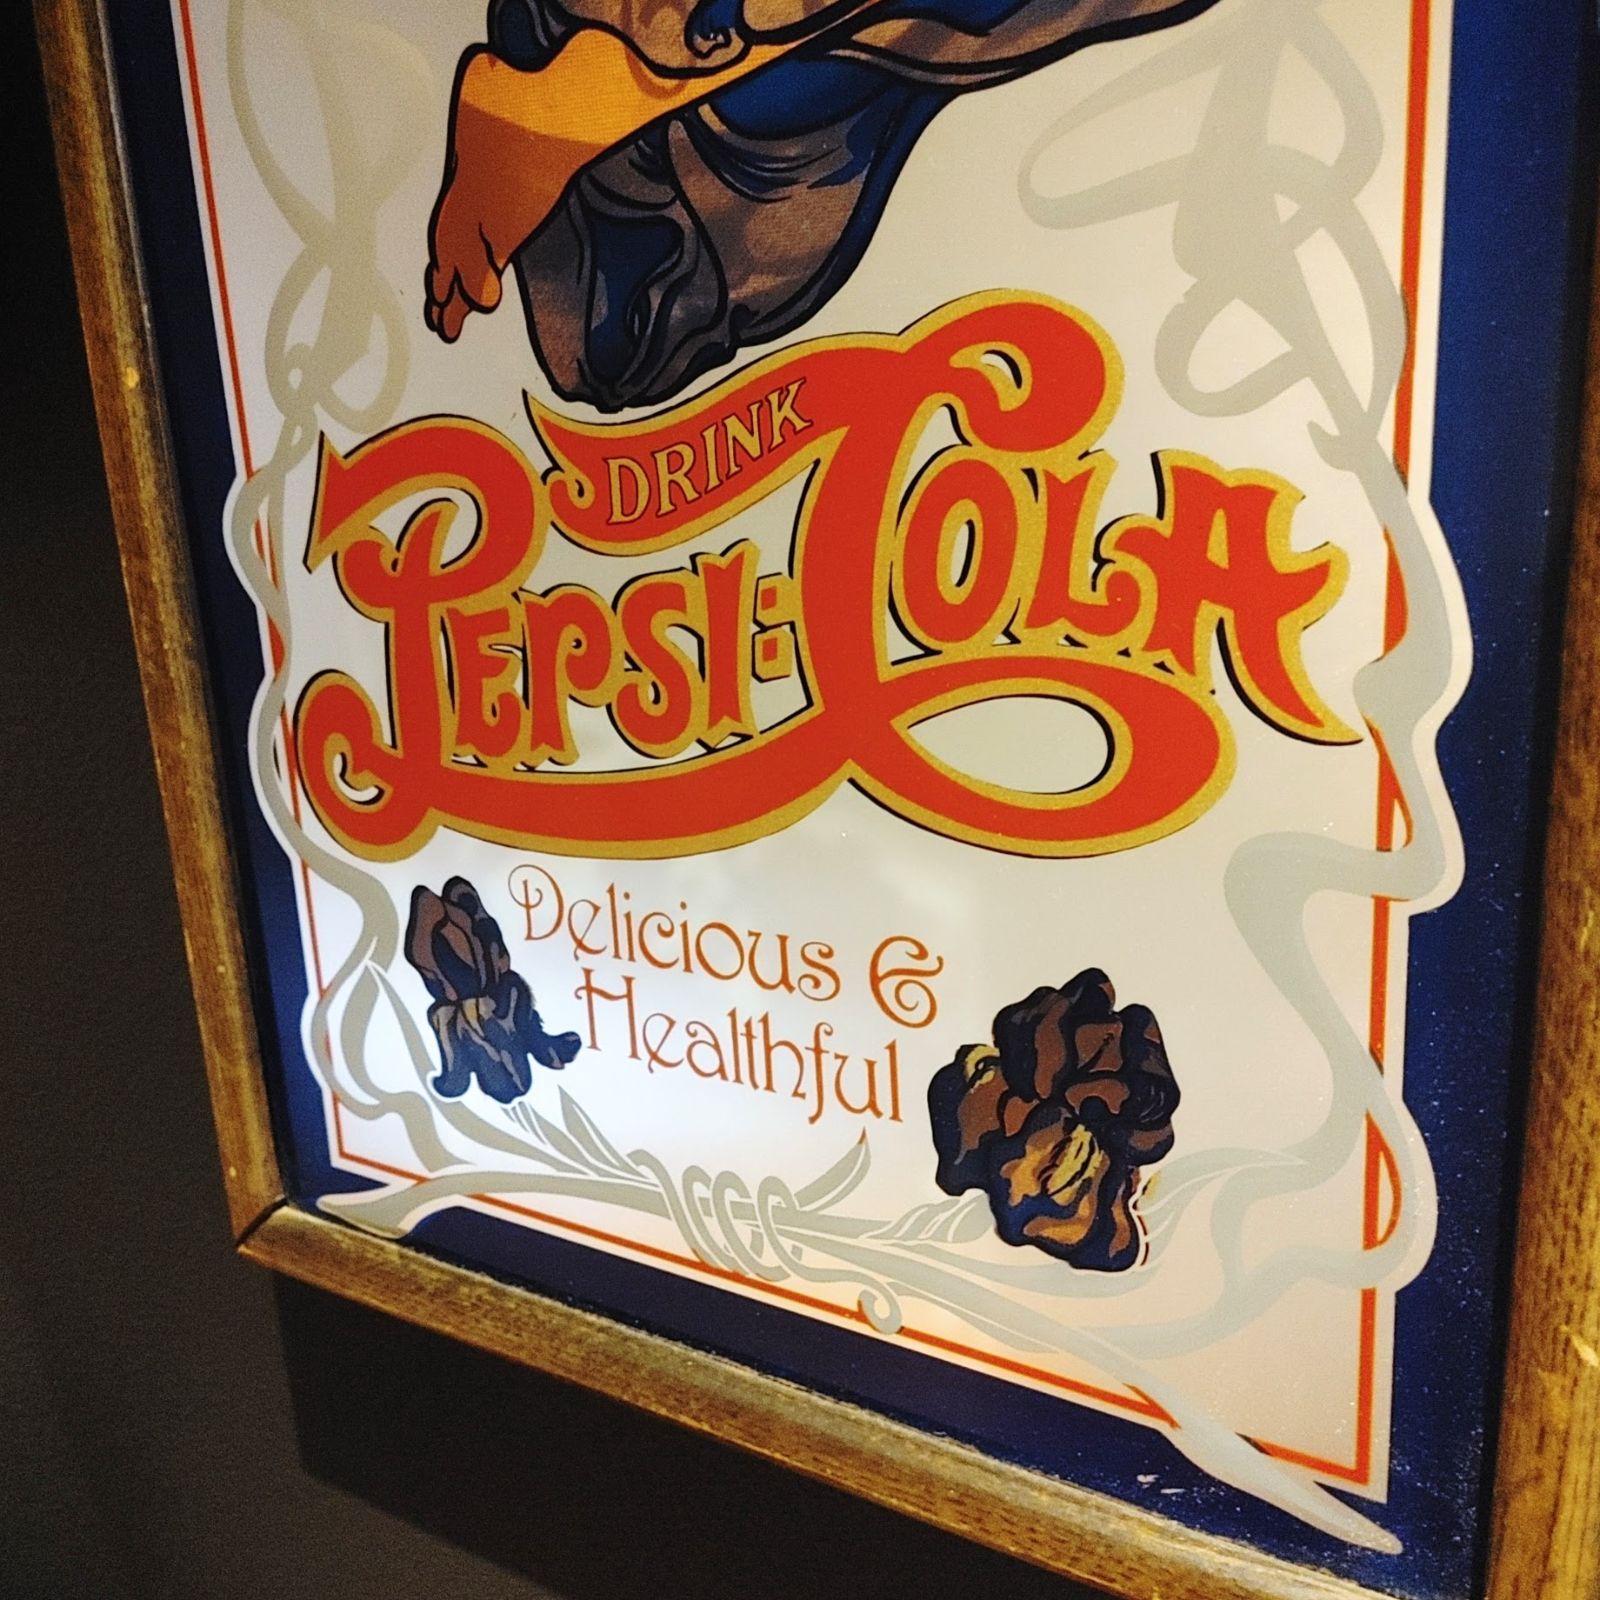 DRINK
PEPSI:COLA
Delicious &
Healthful